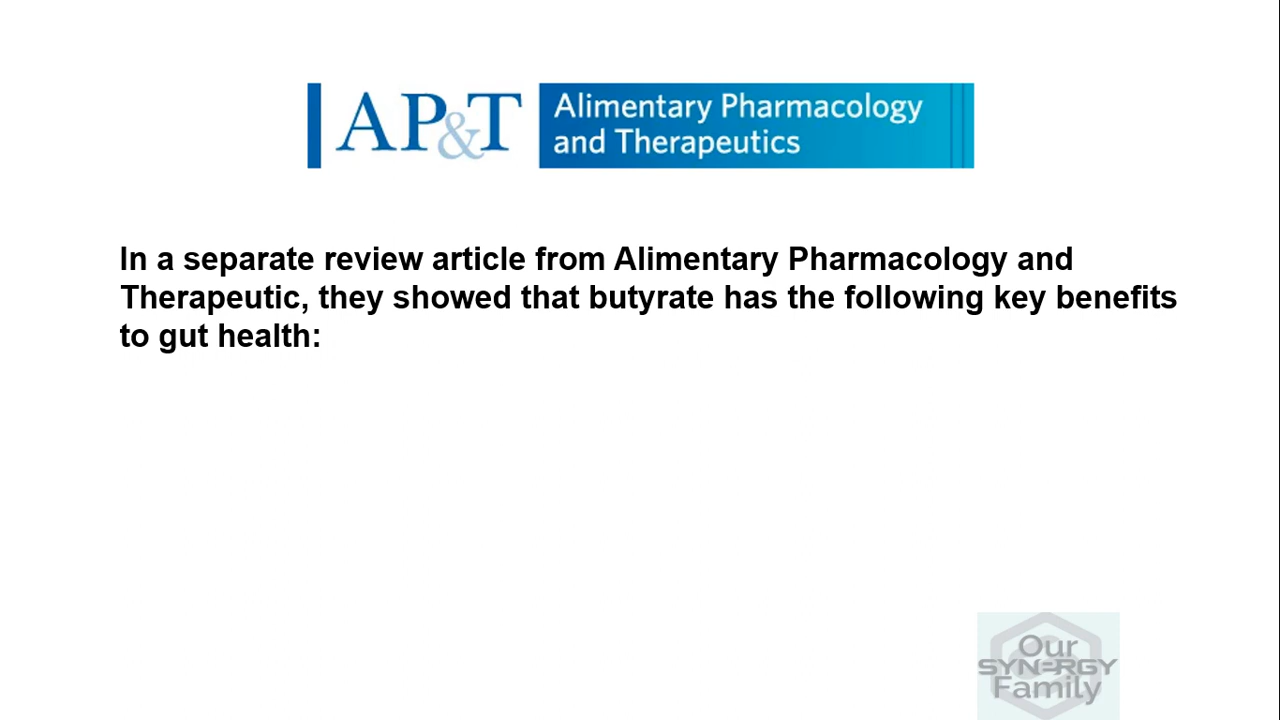 AP&T
Alimentary Pharmacology
and Therapeutics
In a separate review article from Alimentary Pharmacology and
Therapeutic, they showed that butyrate has the following key benefits
to gut health:
Our
SYNERGY
Family